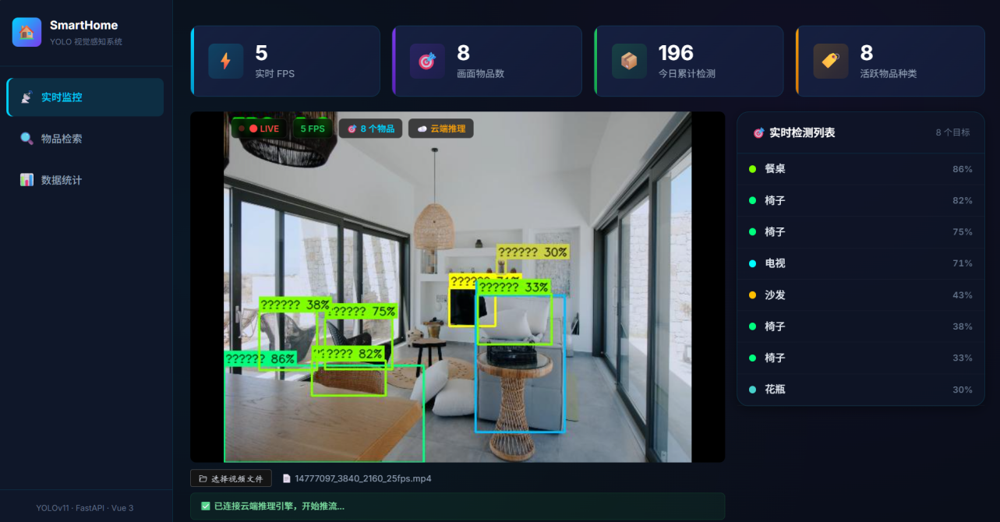 SmartHome
YOLO 视觉感知系统
实时监控
物品检索
数据统计
YOLOv11 · FastAPI · Vue 3
5
实时 FPS
8
画面物品数
196
今日累计检测
8
活跃物品种类
LIVE
5 FPS
8 个物品
云端推理
?????? 30%
?????? 33%
?????? 38%
?????? 75%
?????? 82%
?????? 86%
选择视频文件
14777097_3840_2160_25fps.mp4
已连接云端推理引擎，开始推流...
实时检测列表
8 个目标
餐桌 86%
椅子 82%
椅子 75%
电视 71%
沙发 43%
椅子 38%
椅子 33%
花瓶 30%